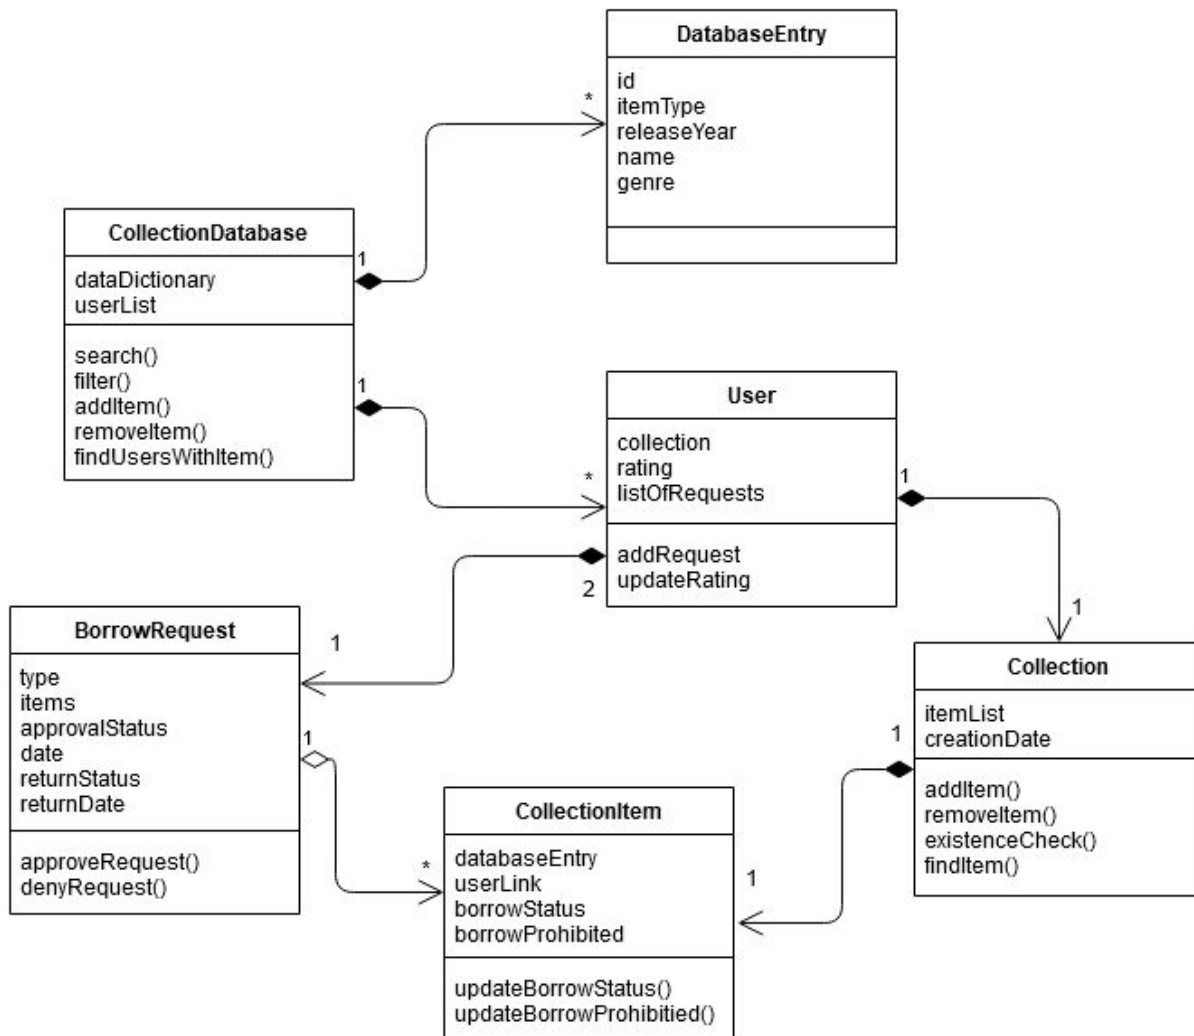 DatabaseEntry
id
itemType
releaseYear
name
genre
*
CollectionDatabase
dataDictionary
userList
search()
filter()
addItem()
removeItem()
findUsersWithItem()
1
1
*
User
collection
rating
listOfRequests
addRequest
updateRating
1
2
1
BorrowRequest
type
items
approvalStatus
date
returnStatus
returnDate
approveRequest()
denyRequest()
1
1
*
Collection
itemList
creationDate
addItem()
removeItem()
existenceCheck()
findItem()
1
1
CollectionItem
databaseEntry
userLink
borrowStatus
borrowProhibited
updateBorrowStatus()
updateBorrowProhibitied()